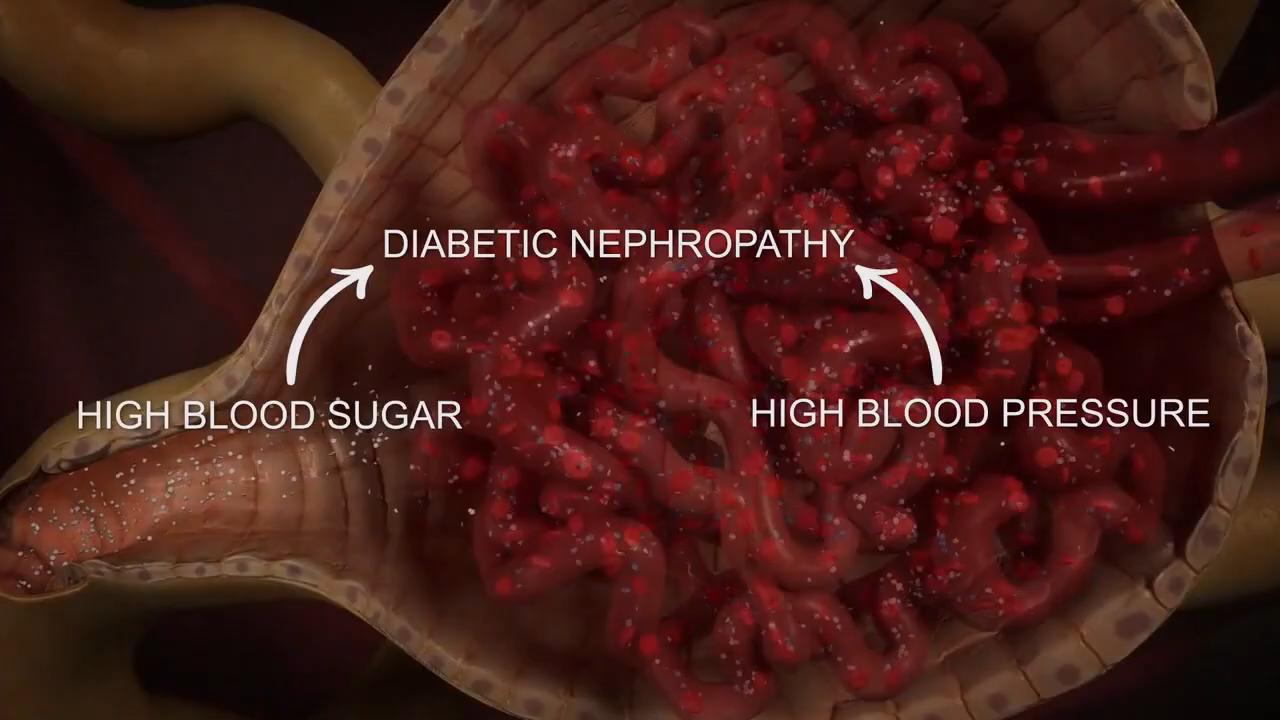 DIABETIC NEPHROPATHY
HIGH BLOOD SUGAR
HIGH BLOOD PRESSURE